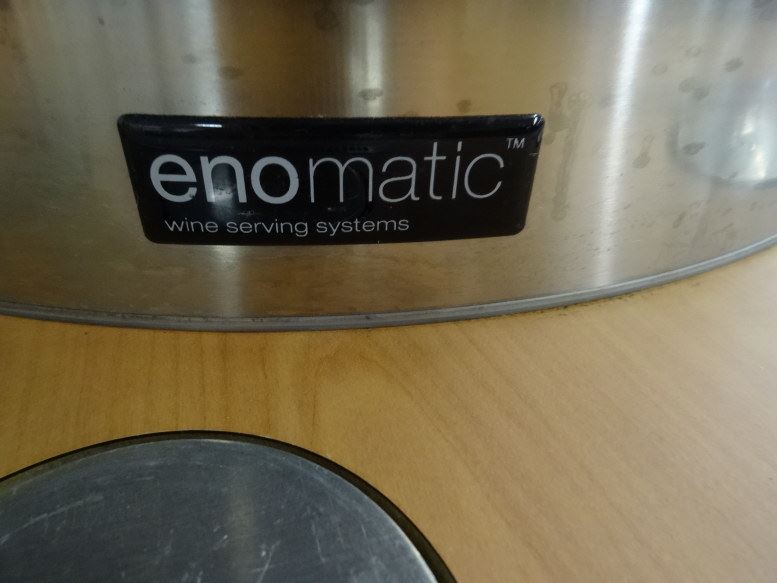 enomatic™
wine serving systems